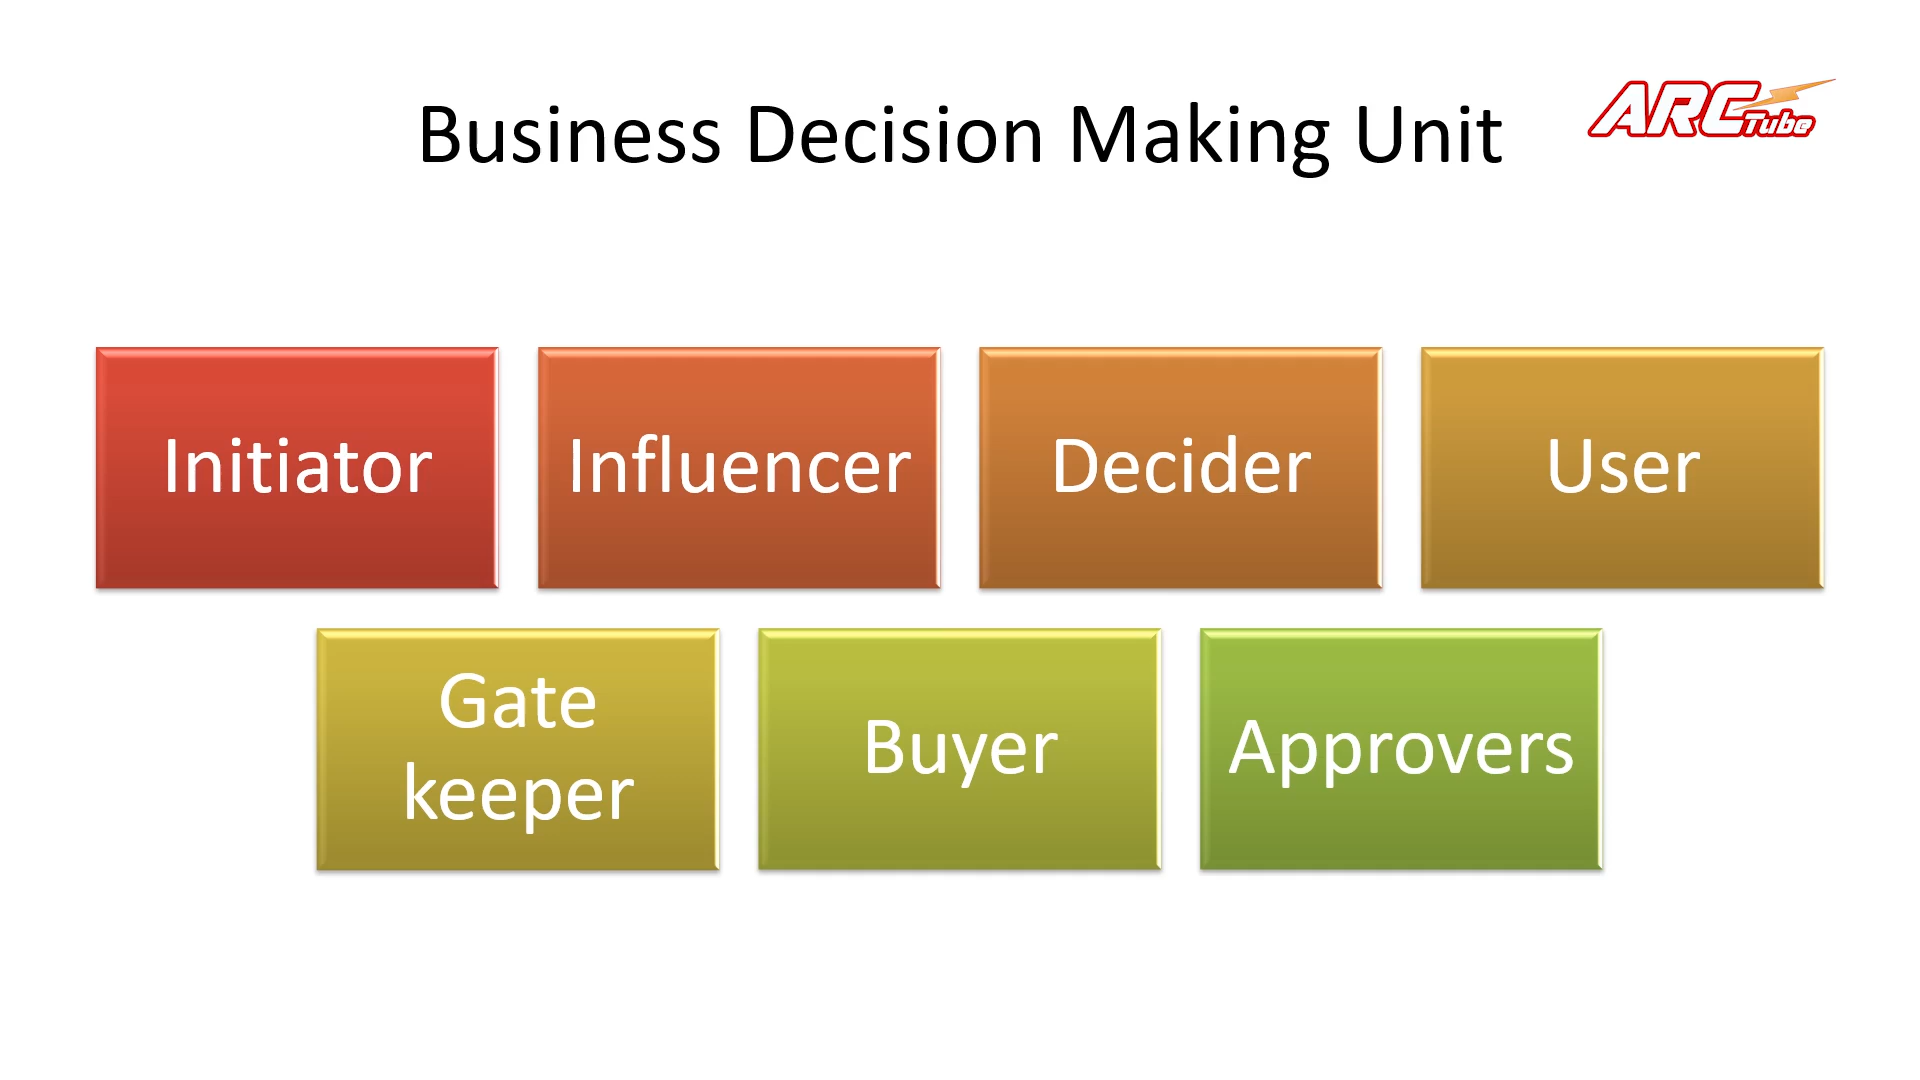 Business Decision Making Unit
ARC Tube
Initiator
Influencer
Decider
User
Gate
keeper
Buyer
Approvers